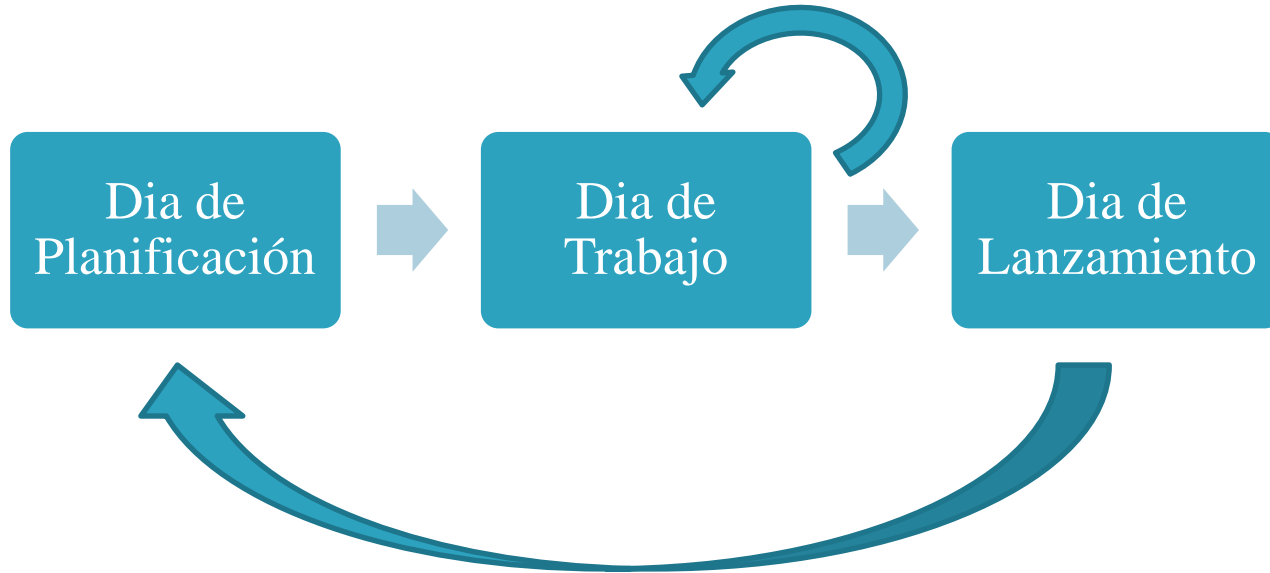 Dia de
Planificación
Dia de
Trabajo
Dia de
Lanzamiento